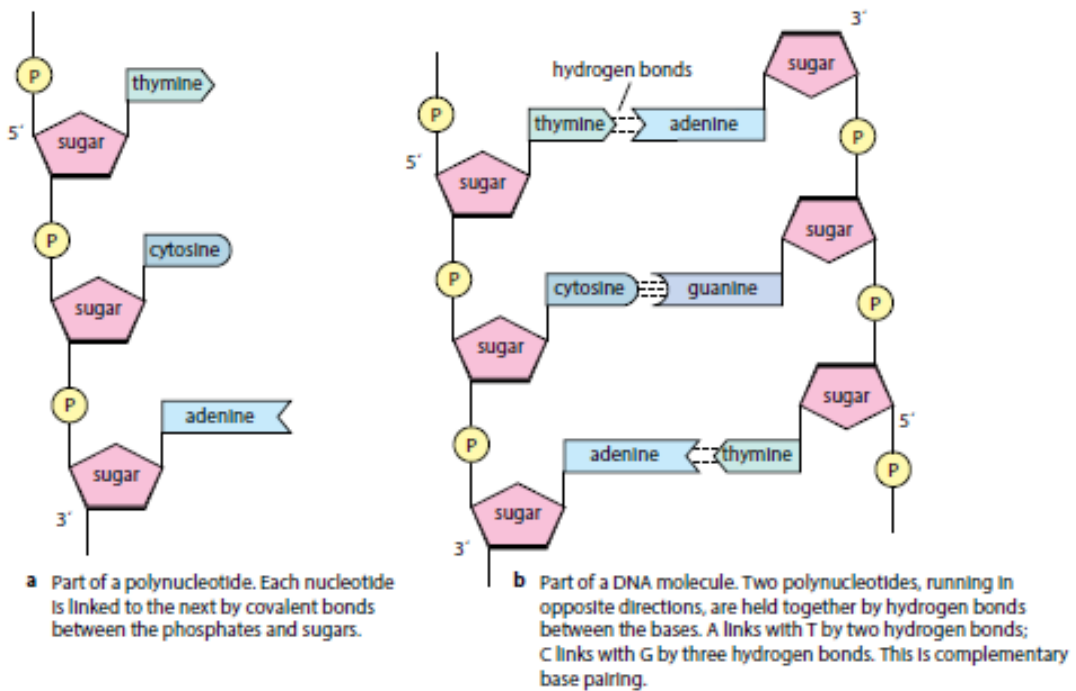 P
thymine
5´
sugar
P
cytosine
sugar
P
adenine
sugar
3´
a Part of a polynucleotide. Each nucleotide
is linked to the next by covalent bonds
between the phosphates and sugars.
3´
sugar
hydrogen bonds
P
thymine
adenine
P
5´
sugar
sugar
P
cytosine
guanine
P
sugar
sugar
5´
P
adenine
thymine
P
sugar
3´
b Part of a DNA molecule. Two polynucleotides, running in
opposite directions, are held together by hydrogen bonds
between the bases. A links with T by two hydrogen bonds;
C links with G by three hydrogen bonds. This is complementary
base pairing.